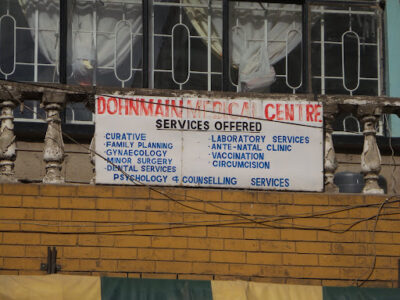 DOHNMAIN MEDICAL CENTRE
SERVICES OFFERED
·CURATIVE
·FAMILY PLANNING
·GYNAECOLOGY
·MINOR SURGERY
·DENTAL SERVICES
·LABORATORY SERVICES
·ANTE-NATAL CLINIC
·VACCINATION
·CIRCUMCISION
PSYCHOLOGY & COUNSELLING SERVICES